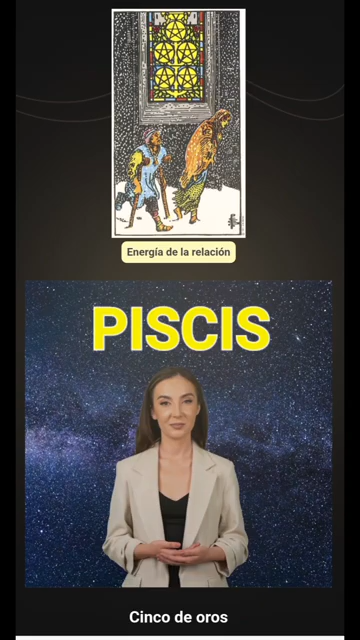 Energía de la relación
PISCIS
Cinco de oros